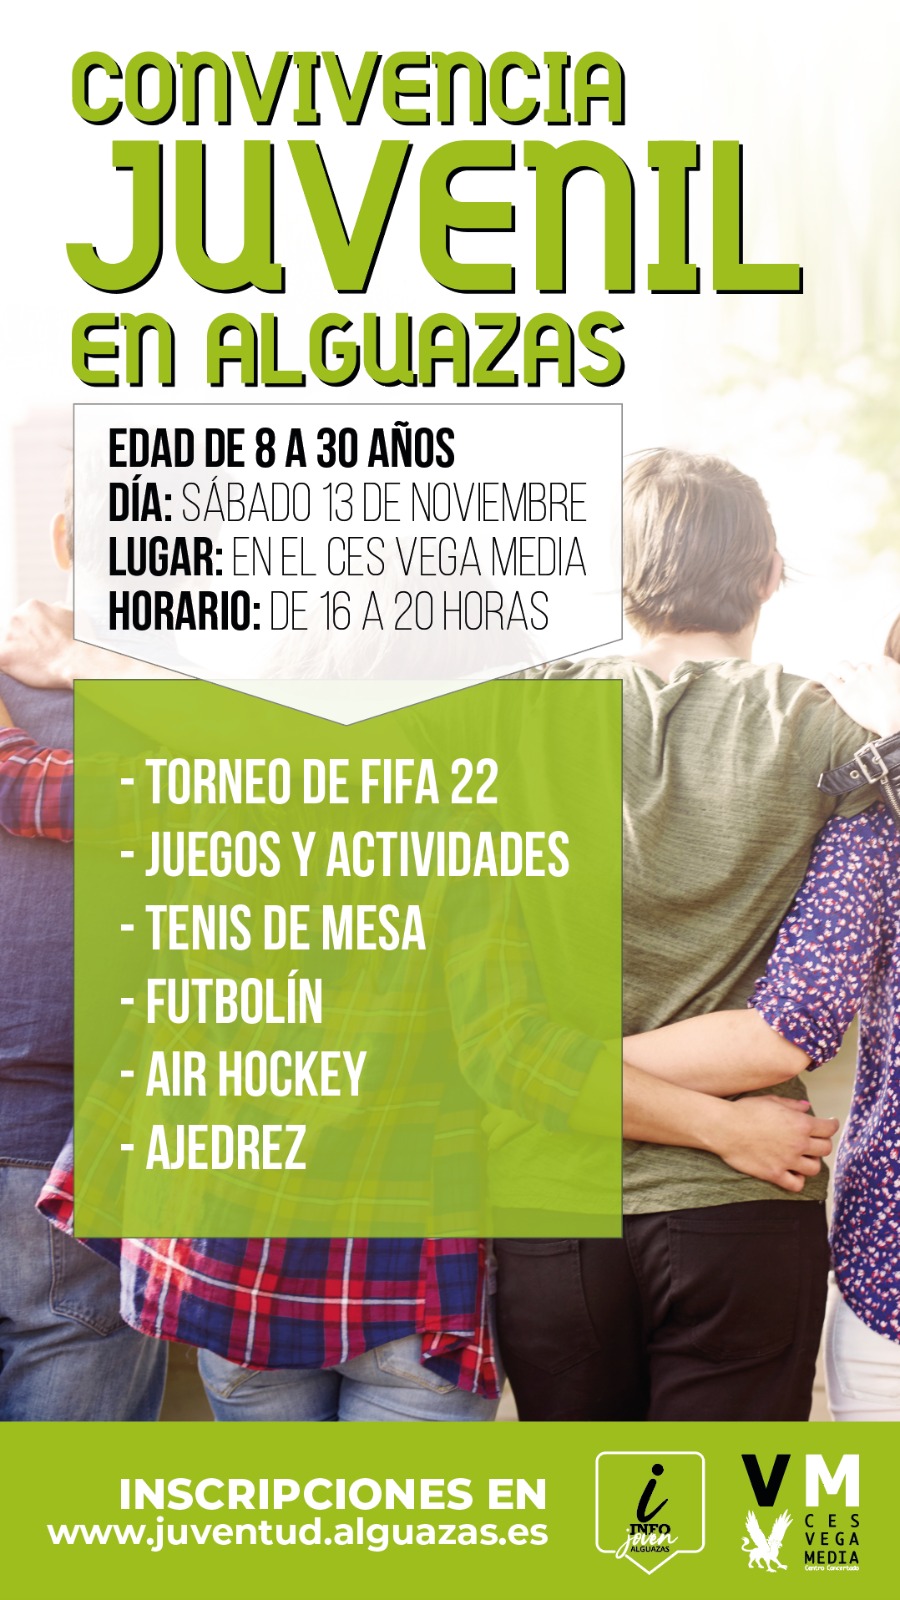 CONVIVENCIA
JUVENIL
EN ALGUAZAS
EDAD DE 8 A 30 AÑOS
DÍA: SÁBADO 13 DE NOVIEMBRE
LUGAR: EN EL CES VEGA MEDIA
HORARIO: DE 16 A 20 HORAS
- TORNEO DE FIFA 22
- JUEGOS Y ACTIVIDADES
- TENIS DE MESA
- FUTBOLÍN
- AIR HOCKEY
- AJEDREZ
INSCRIPCIONES EN
www.juventud.alguazas.es
i
INFO
joven
ALGUAZAS
VM
CES
VEGA
MEDIA
Centro Concertado